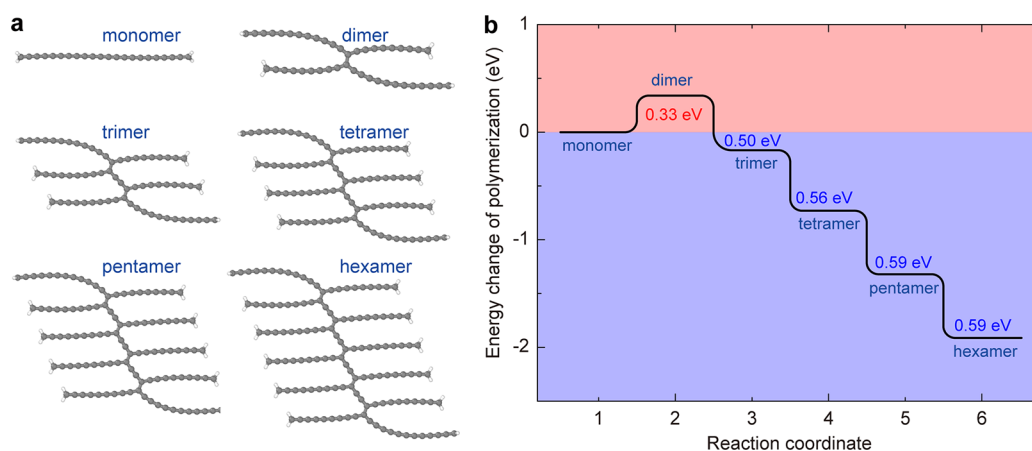 a
monomer
dimer
trimer
tetramer
pentamer
hexamer
b
Energy change of polymerization (eV)
1
0
-1
-2
dimer
0.33 eV
monomer
0.50 eV
trimer
0.56 eV
tetramer
0.59 eV
pentamer
0.59 eV
hexamer
1 2 3 4 5 6
Reaction coordinate